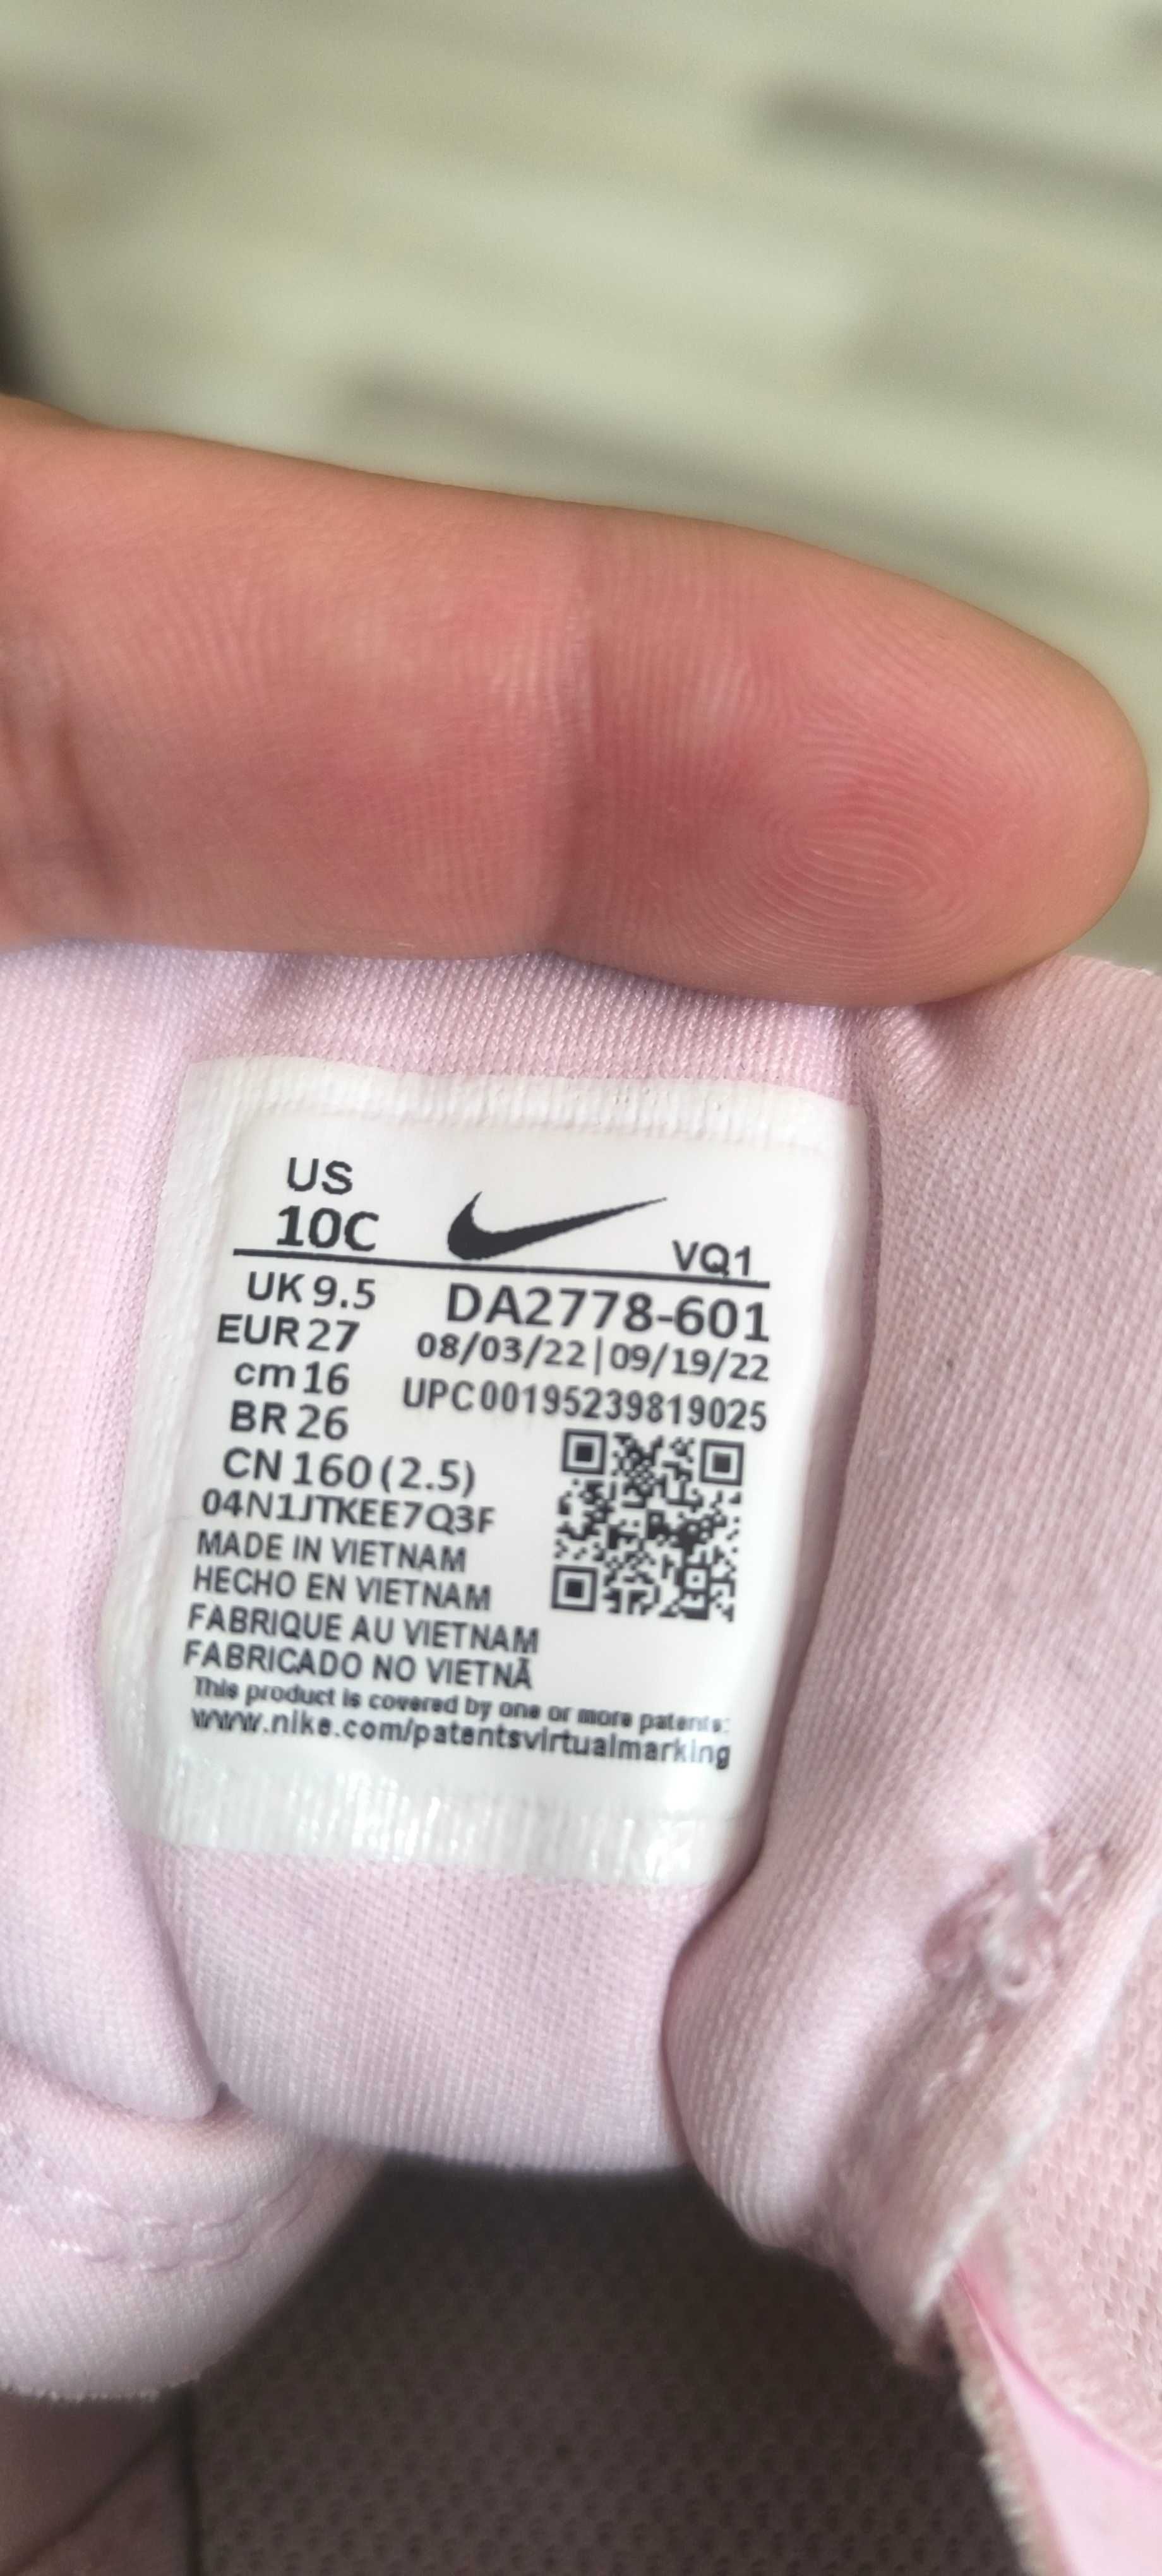 US
10C
VQ1
UK 9.5
DA2778-601
EUR 27
08/03/22|09/19/22
cm 16
UPC 00195239819025
BR 26
CN 160 (2.5)
04N1JTKEE7Q3F
MADE IN VIETNAM
HECHO EN VIETNAM
FABRIQUE AU VIETNAM
FABRICADO NO VIETNÃ
This product is covered by one or more patents:
www.nike.com/patentsvirtualmarking